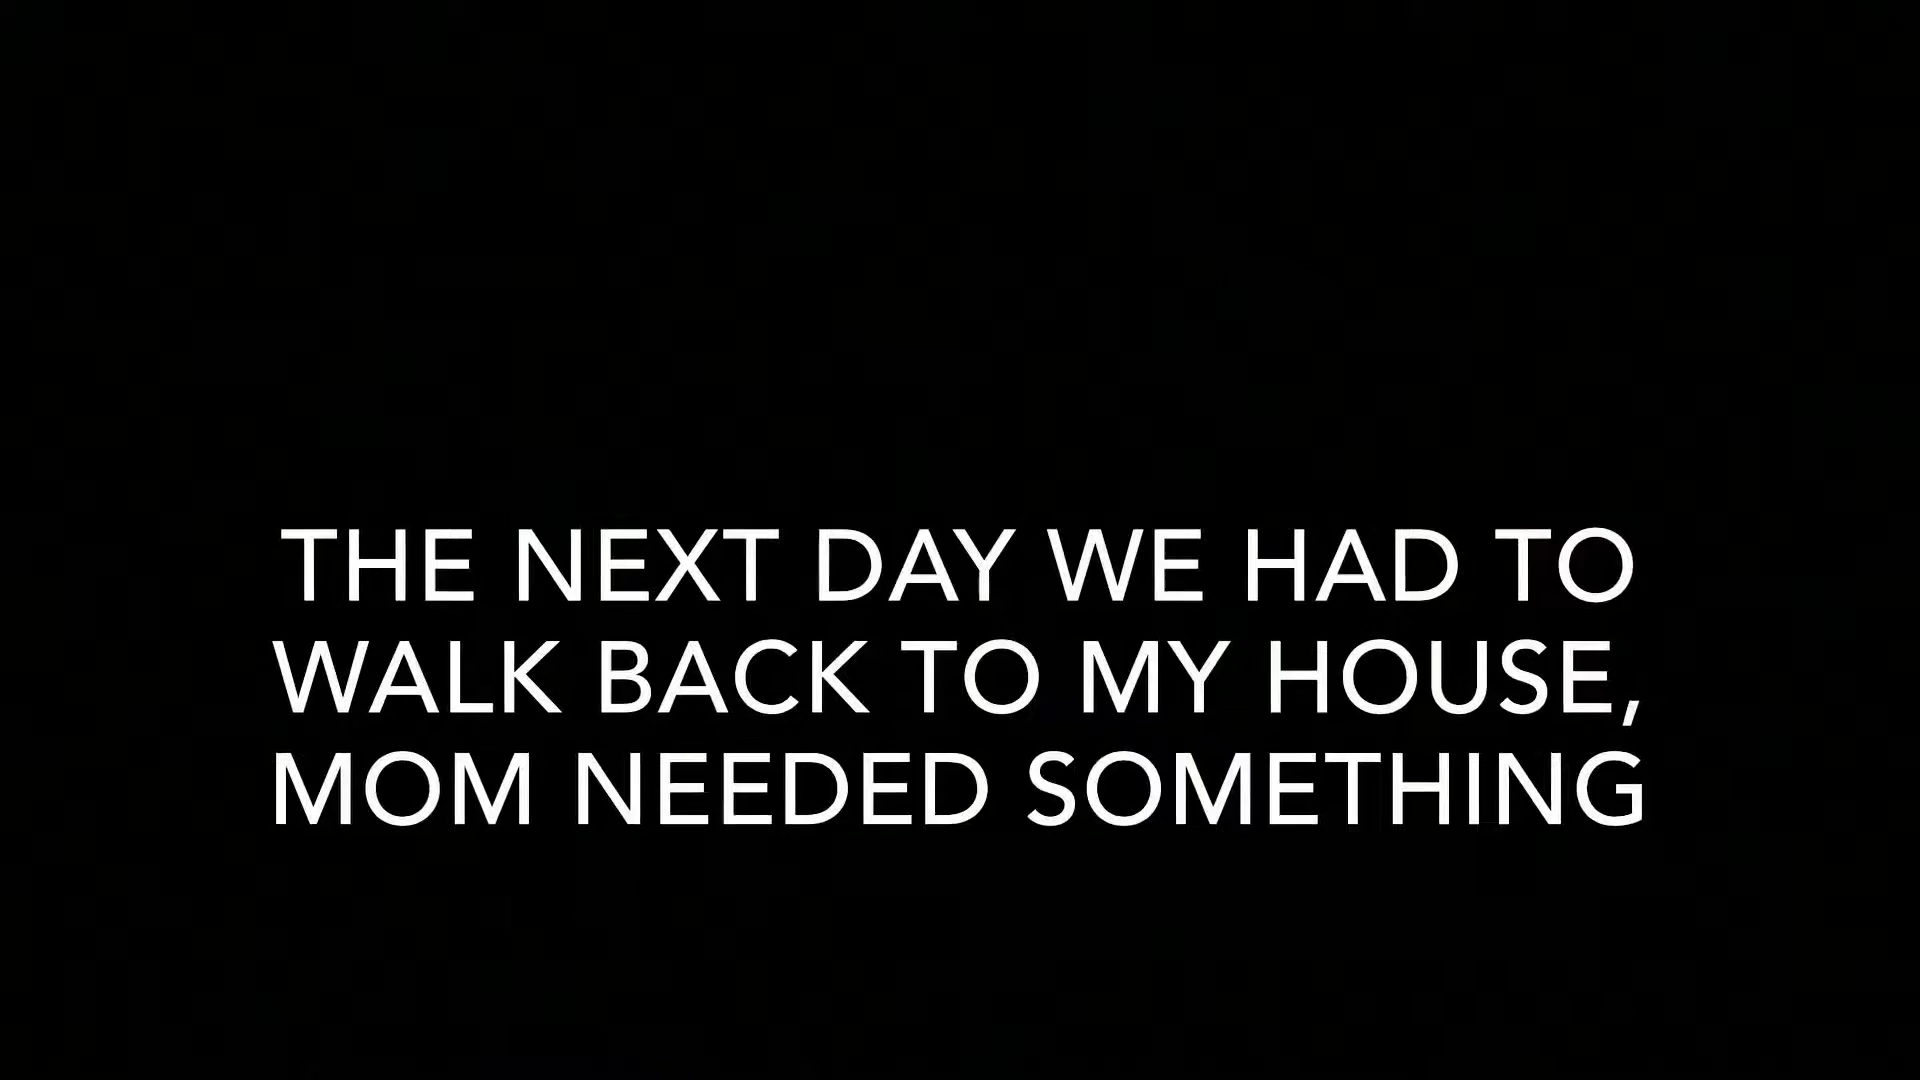 THE NEXT DAY WE HAD TO
WALK BACK TO MY HOUSE,
MOM NEEDED SOMETHING